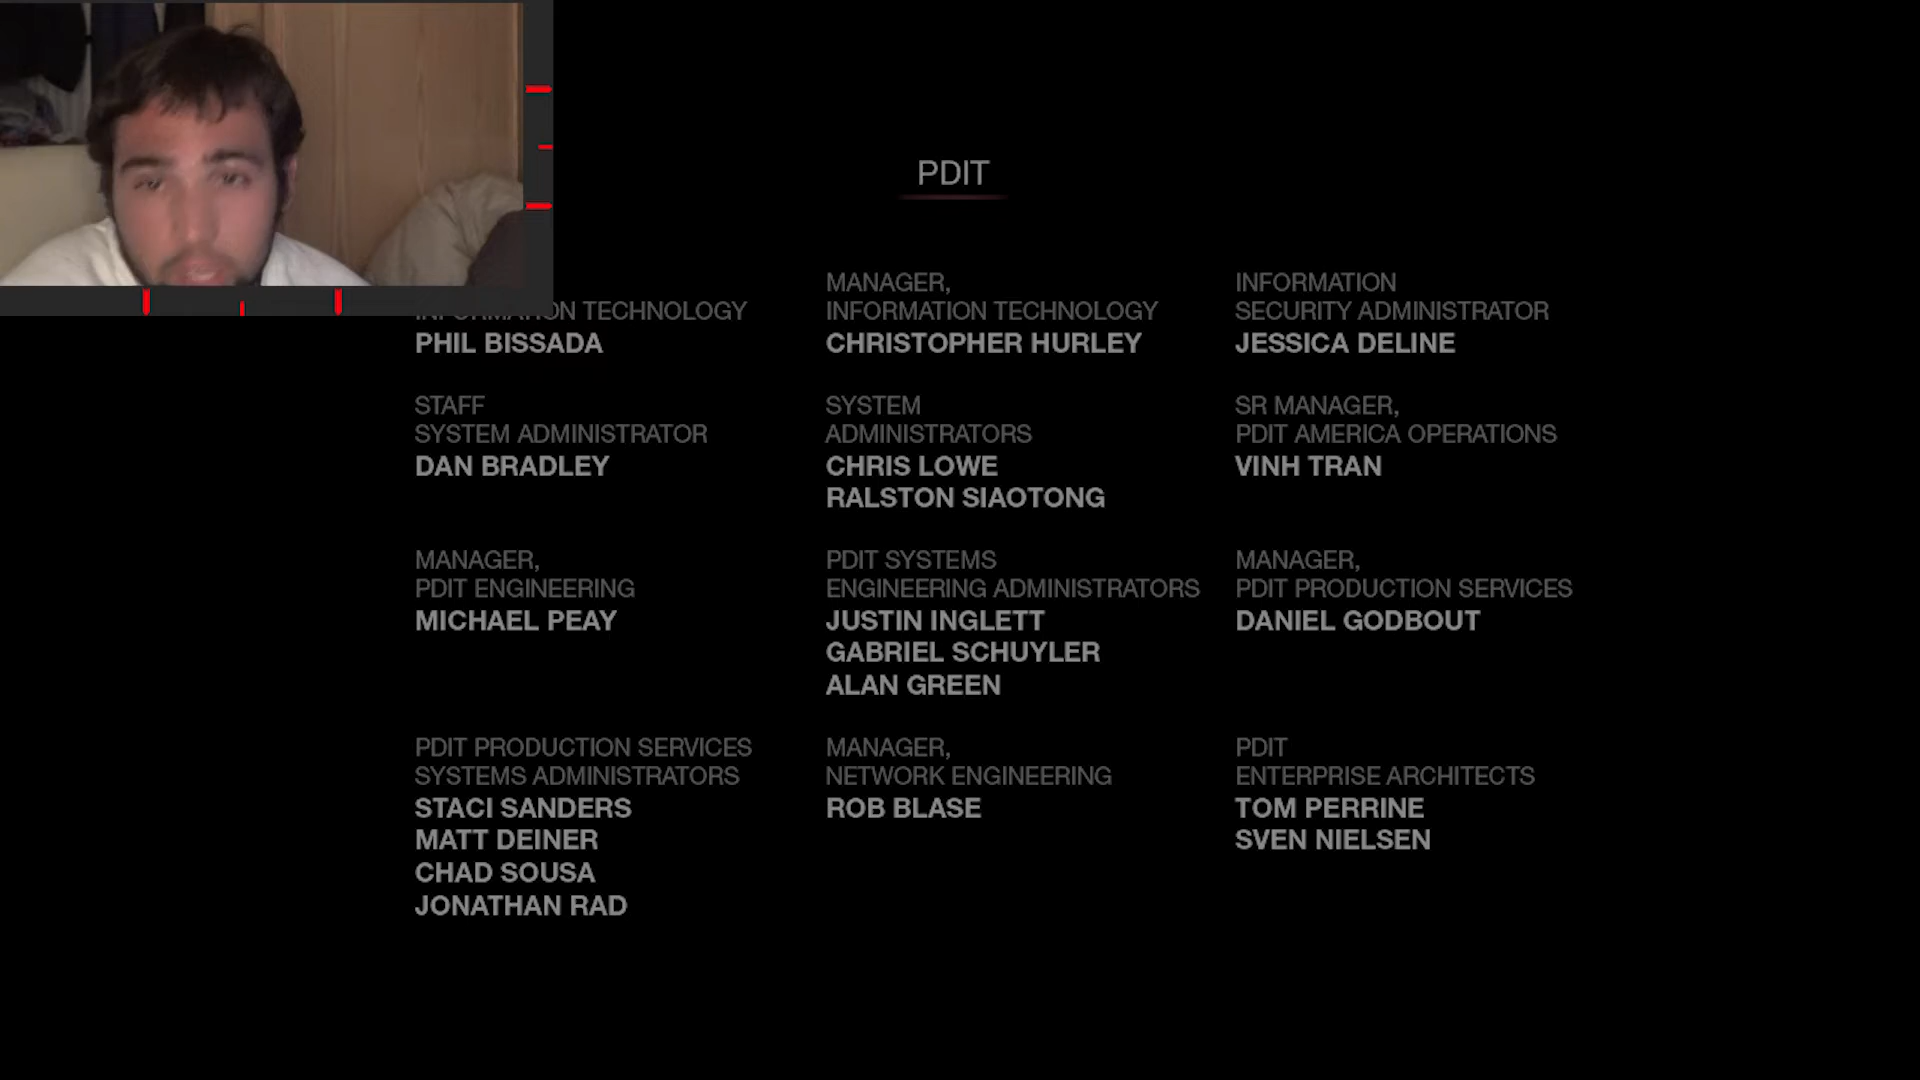 PDIT
INFORMATION TECHNOLOGY
PHIL BISSADA
MANAGER,
INFORMATION TECHNOLOGY
CHRISTOPHER HURLEY
INFORMATION
SECURITY ADMINISTRATOR
JESSICA DELINE
STAFF
SYSTEM ADMINISTRATOR
DAN BRADLEY
SYSTEM
ADMINISTRATORS
CHRIS LOWE
RALSTON SIAOTONG
SR MANAGER,
PDIT AMERICA OPERATIONS
VINH TRAN
MANAGER,
PDIT ENGINEERING
MICHAEL PEAY
PDIT SYSTEMS
ENGINEERING ADMINISTRATORS
JUSTIN INGLETT
GABRIEL SCHUYLER
ALAN GREEN
MANAGER,
PDIT PRODUCTION SERVICES
DANIEL GODBOUT
PDIT PRODUCTION SERVICES
SYSTEMS ADMINISTRATORS
STACI SANDERS
MATT DEINER
CHAD SOUSA
JONATHAN RAD
MANAGER,
NETWORK ENGINEERING
ROB BLASE
PDIT
ENTERPRISE ARCHITECTS
TOM PERRINE
SVEN NIELSEN